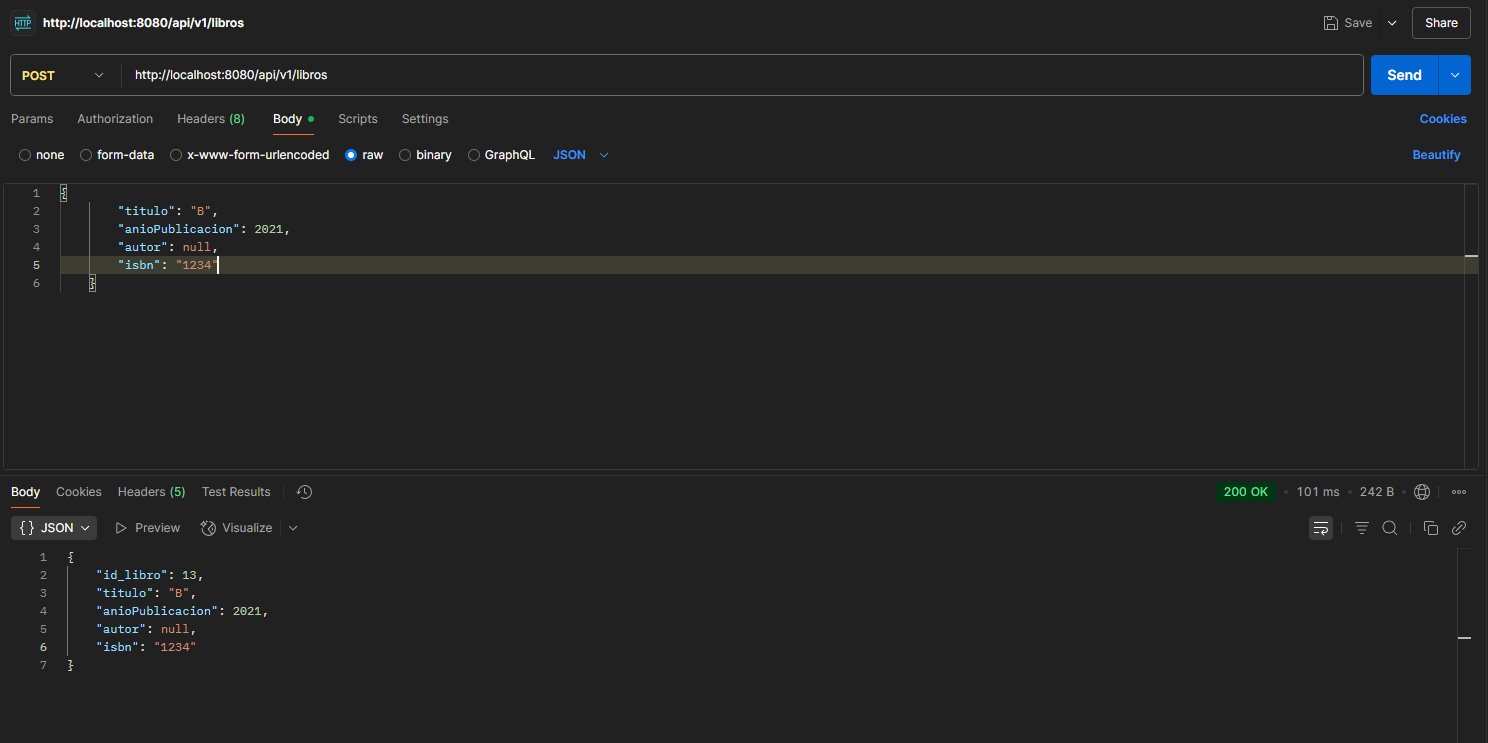 HTTP http://localhost:8080/api/v1/libros Save Share
POST http://localhost:8080/api/v1/libros Send
Params Authorization Headers (8) Body Scripts Settings Cookies
none form-data x-www-form-urlencoded raw binary GraphQL JSON Beautify
1 {
2 "titulo": "B",
3 "anioPublicacion": 2021,
4 "autor": null,
5 "isbn": "1234"
6 }
Body Cookies Headers (5) Test Results 200 OK 101 ms 242 B
{} JSON Preview Visualize
1 {
2 "id_libro": 13,
3 "titulo": "B",
4 "anioPublicacion": 2021,
5 "autor": null,
6 "isbn": "1234"
7 }